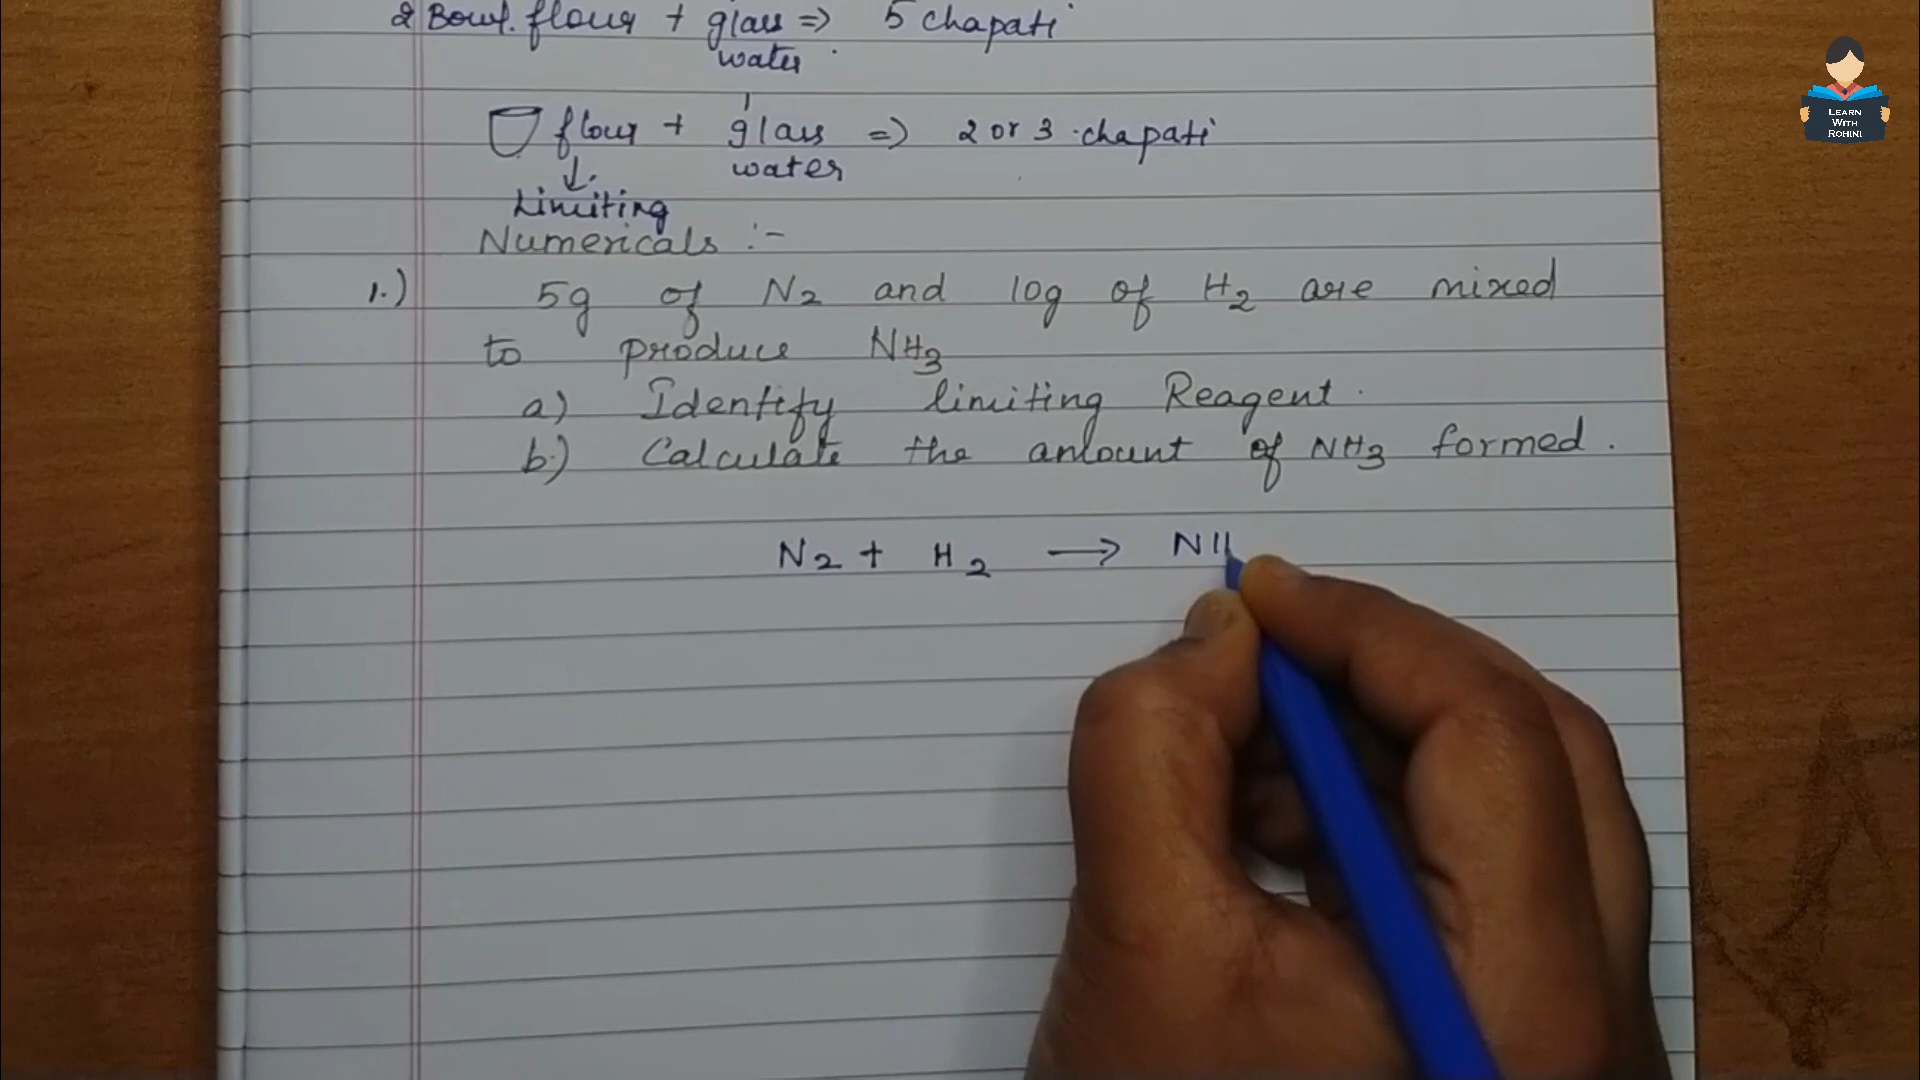 2 Bowl. flour + glass => 5 chapati
water
flour + glass => 2 or 3 chapati
water
Limiting
Numericals :-
1.) 5g of N2 and 10g of H2 are mixed
to produce NH3
a) Identify limiting Reagent.
b.) Calculate the amount of NH3 formed.
N2 + H2 → NH
LEARN
WITH
ROHINI